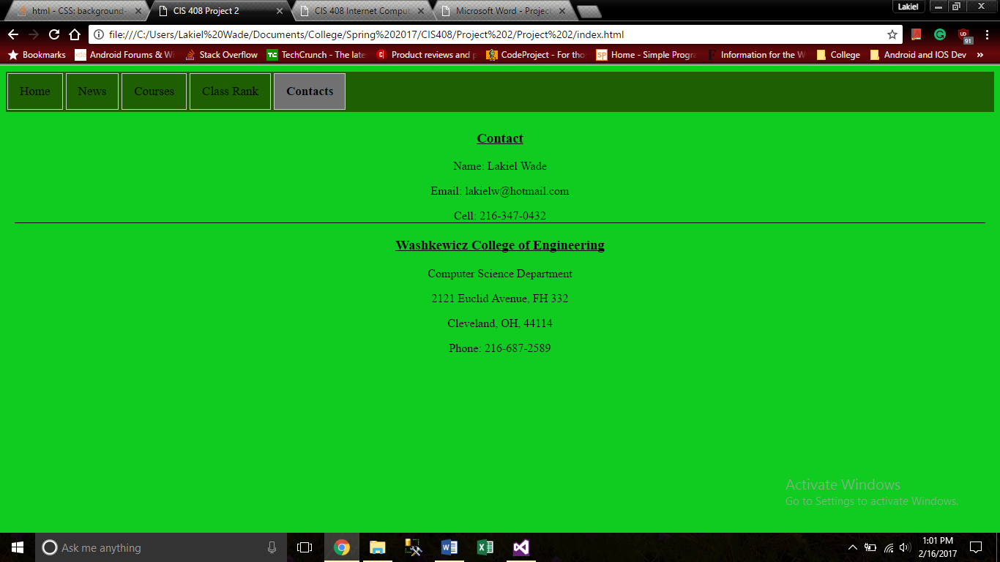 html - CSS: background-
CIS 408 Project 2
CIS 408 Internet Comput
Microsoft Word - Project
Lakiel
file:///C:/Users/Lakiel%20Wade/Documents/College/Spring%202017/CIS408/Project%202/Project%202/index.html
91
Bookmarks
Android Forums & W
Stack Overflow
TechCrunch - The late
Product reviews and p
CodeProject - For tho
Home - Simple Progra
Information for the W
College
Android and IOS Dev
»
Home
News
Courses
Class Rank
Contacts
Contact
Name: Lakiel Wade
Email: lakielw@hotmail.com
Cell: 216-347-0432
Washkewicz College of Engineering
Computer Science Department
2121 Euclid Avenue, FH 332
Cleveland, OH, 44114
Phone: 216-687-2589
Activate Windows
Go to Settings to activate Windows.
Ask me anything
1:01 PM
2/16/2017